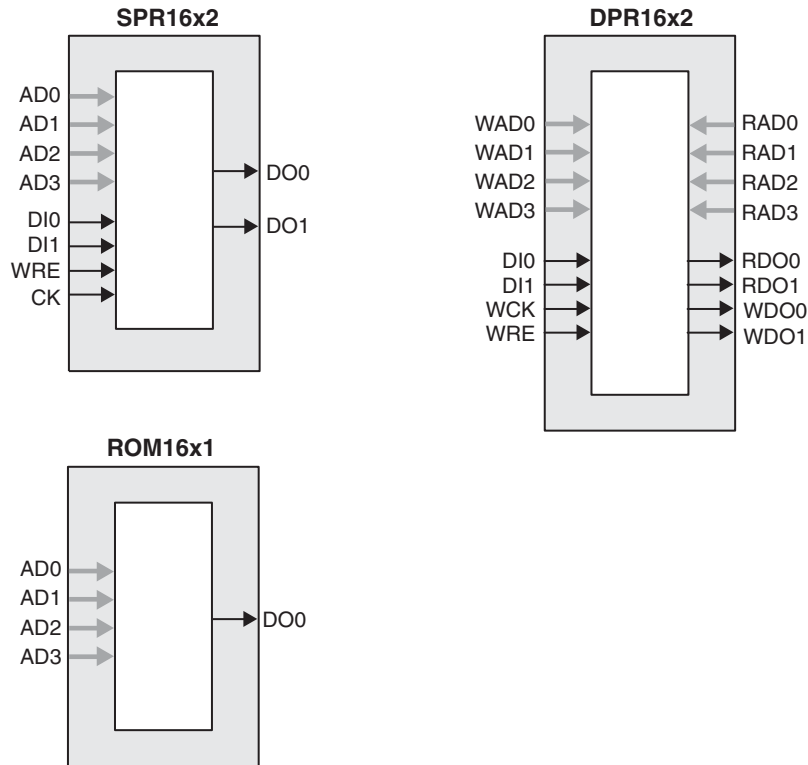 SPR16x2
AD0
AD1
AD2
AD3
DI0
DI1
WRE
CK
DO0
DO1
DPR16x2
WAD0
WAD1
WAD2
WAD3
DI0
DI1
WCK
WRE
RAD0
RAD1
RAD2
RAD3
RDO0
RDO1
WDO0
WDO1
ROM16x1
AD0
AD1
AD2
AD3
DO0